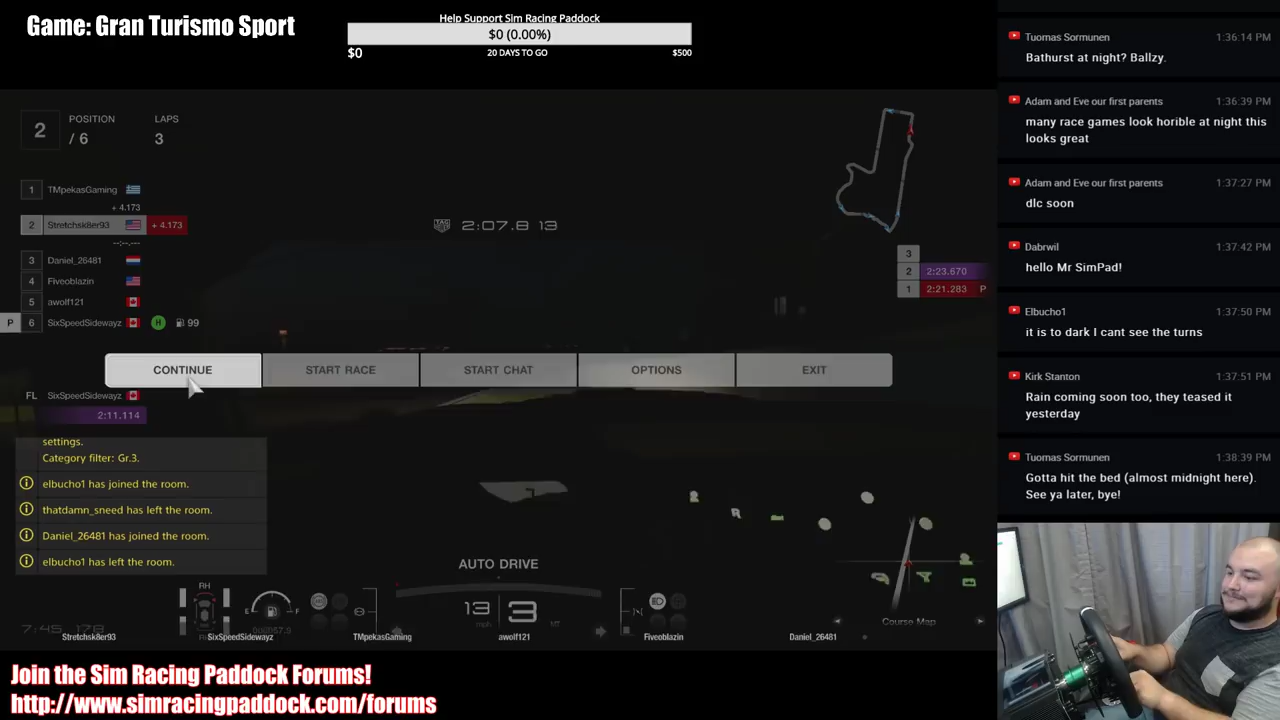 Game: Gran Turismo Sport
Help Support Sim Racing Paddock
$0 (0.00%)
$0
20 DAYS TO GO
$500
2
POSITION
/ 6
LAPS
3
1 TMpekasGaming
+ 4.173
2 Stretchsk8er93 + 4.173
--:--.---
3 Daniel_26481
4 Fiveoblazin
5 awolf121
P 6 SixSpeedSidewayz H 99
TAG 2:07.8 13
3
2 2:23.670
1 2:21.283 P
CONTINUE
START RACE
START CHAT
OPTIONS
EXIT
FL SixSpeedSidewayz
2:11.114
settings.
Category filter: Gr.3.
elbucho1 has joined the room.
thatdamn_sneed has left the room.
Daniel_26481 has joined the room.
elbucho1 has left the room.
AUTO DRIVE
RH
E F
13 mph
3
MT
Course Map
Stretchsk8er93
SixSpeedSidewayz
TMpekasGaming
awolf121
Fiveoblazin
Daniel_26481
Join the Sim Racing Paddock Forums!
http://www.simracingpaddock.com/forums
Tuomas Sormunen 1:36:14 PM
Bathurst at night? Ballzy.
Adam and Eve our first parents 1:36:39 PM
many race games look horible at night this
looks great
Adam and Eve our first parents 1:37:27 PM
dlc soon
Dabrwil 1:37:42 PM
hello Mr SimPad!
Elbucho1 1:37:50 PM
it is to dark I cant see the turns
Kirk Stanton 1:37:51 PM
Rain coming soon too, they teased it
yesterday
Tuomas Sormunen 1:38:39 PM
Gotta hit the bed (almost midnight here).
See ya later, bye!